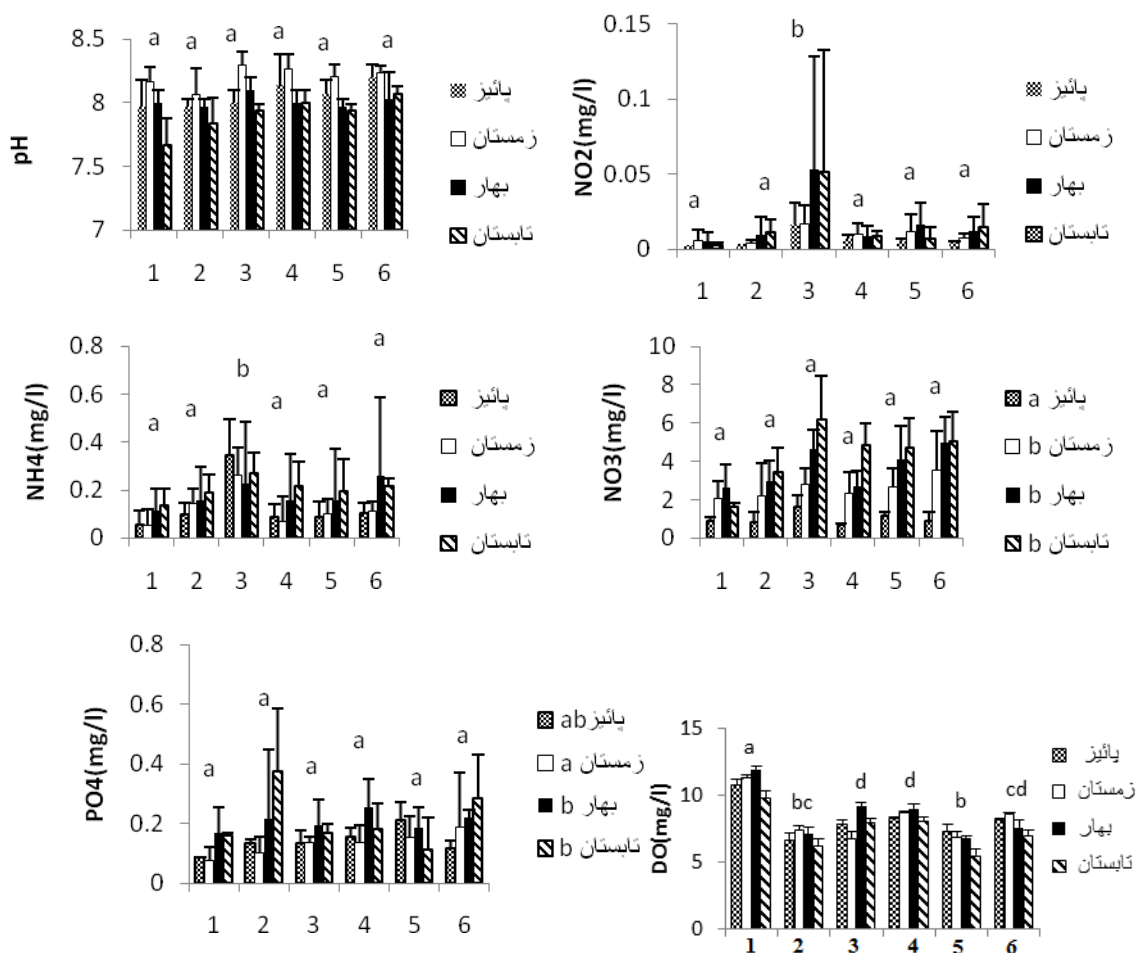 pH
8.5
8
7.5
7
a a a a a a
1 2 3 4 5 6
پائیز
زمستان
بهار
تابستان
NO2(mg/l)
0.15
0.1
0.05
0
a a b a a a
1 2 3 4 5 6
پائیز
زمستان
بهار
تابستان
NH4(mg/l)
0.8
0.6
0.4
0.2
0
a a b a a a
1 2 3 4 5 6
پائیز
زمستان
بهار
تابستان
NO3(mg/l)
10
8
6
4
2
0
a a a a a a
1 2 3 4 5 6
a پائیز
b زمستان
b بهار
b تابستان
PO4(mg/l)
0.8
0.6
0.4
0.2
0
a a a a a a
1 2 3 4 5 6
abپائیز
a زمستان
b بهار
b تابستان
DO(mg/l)
15
10
5
0
a bc d d b cd
1 2 3 4 5 6
پائیز
زمستان
بهار
تابستان